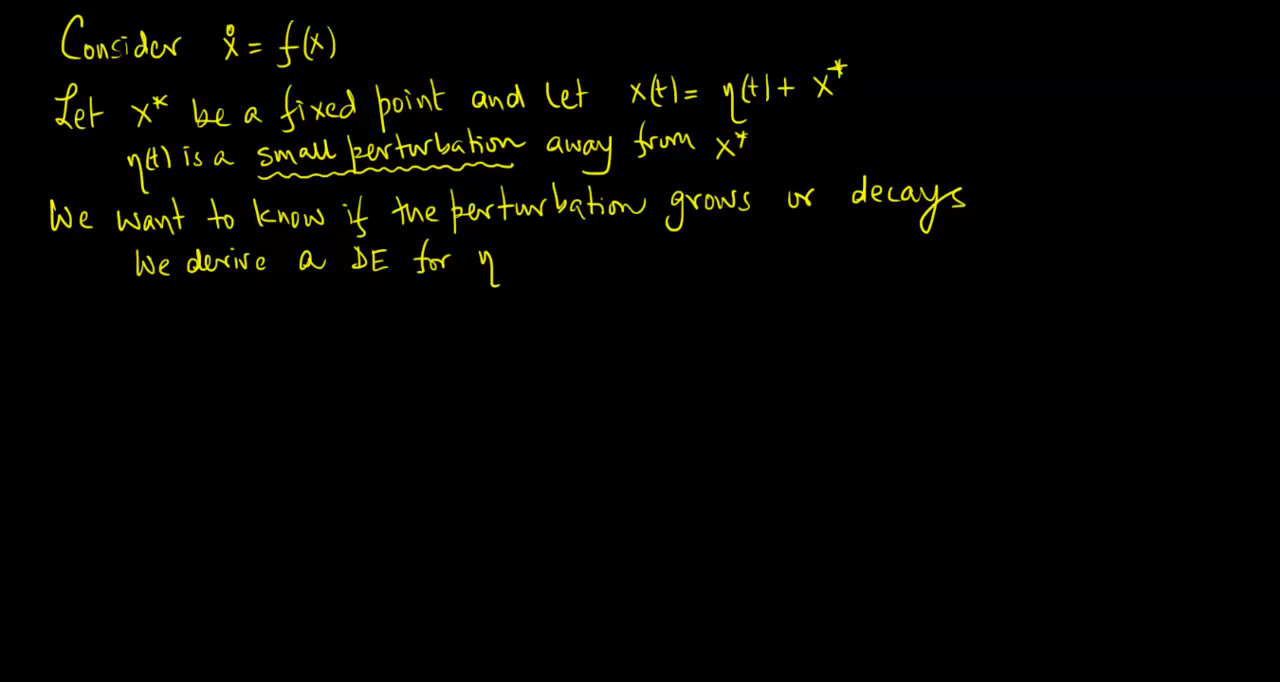 Consider ẋ = f(x)
Let x* be a fixed point and let x(t) = η(t) + x*
η(t) is a small perturbation away from x*
We want to know if the perturbation grows or decays
We derive a DE for η